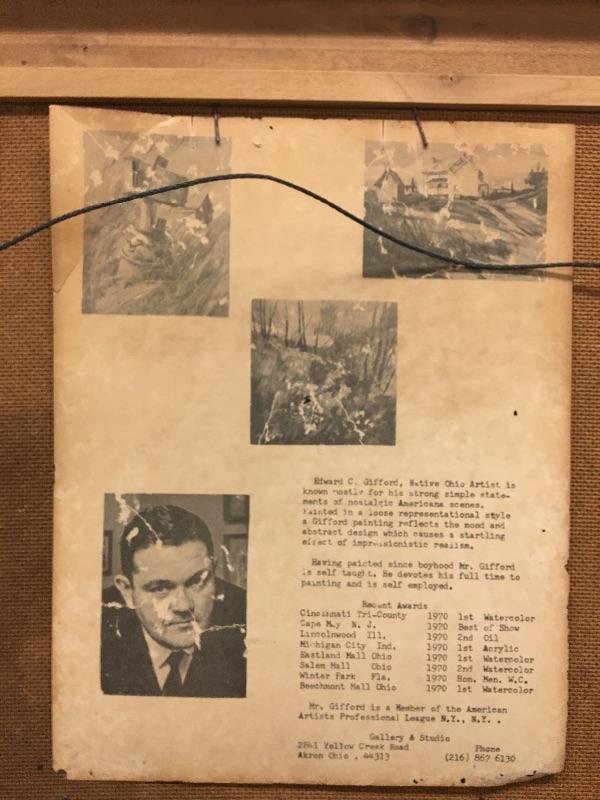 Edward C. Gifford, Native Ohio Artist is
known mostly for his strong simple state-
ments of nostalgic Americana scenes.
Painted in a loose representational style
a Gifford painting reflects the mood and
abstract design which causes a startling
effect of impressionistic realism.
Having painted since boyhood Mr. Gifford
is self taught. He devotes his full time to
painting and is self employed.
Recent Awards
Cincinnati Tri-County 1970 1st Watercolor
Cape May N. J. 1970 Best of Show
Lincolnwood Ill. 1970 2nd Oil
Michigan City Ind. 1970 1st Acrylic
Eastland Mall Ohio 1970 1st Watercolor
Salem Mall Ohio 1970 2nd Watercolor
Winter Park Fla. 1970 Hon. Men. W.C.
Beechmont Mall Ohio 1970 1st Watercolor
Mr. Gifford is a Member of the American
Artists Professional League N.Y., N.Y. .
Gallery & Studio
2841 Yellow Creek Road Phone
Akron Ohio , 44313 (216) 867 6130